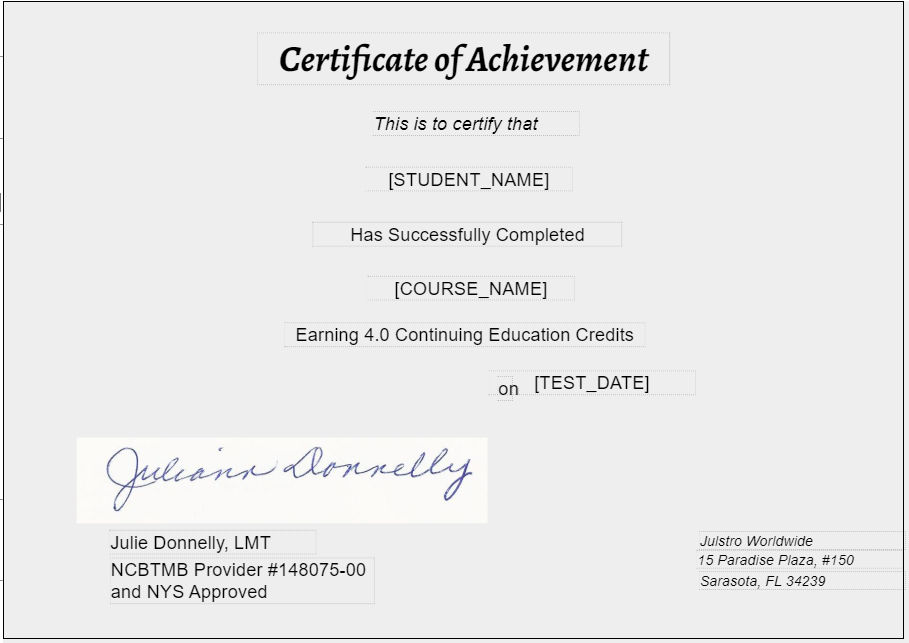 Certificate of Achievement
This is to certify that
[STUDENT_NAME]
Has Successfully Completed
[COURSE_NAME]
Earning 4.0 Continuing Education Credits
on [TEST_DATE]
Juliann Donnelly
Julie Donnelly, LMT
NCBTMB Provider #148075-00
and NYS Approved
Julstro Worldwide
15 Paradise Plaza, #150
Sarasota, FL 34239